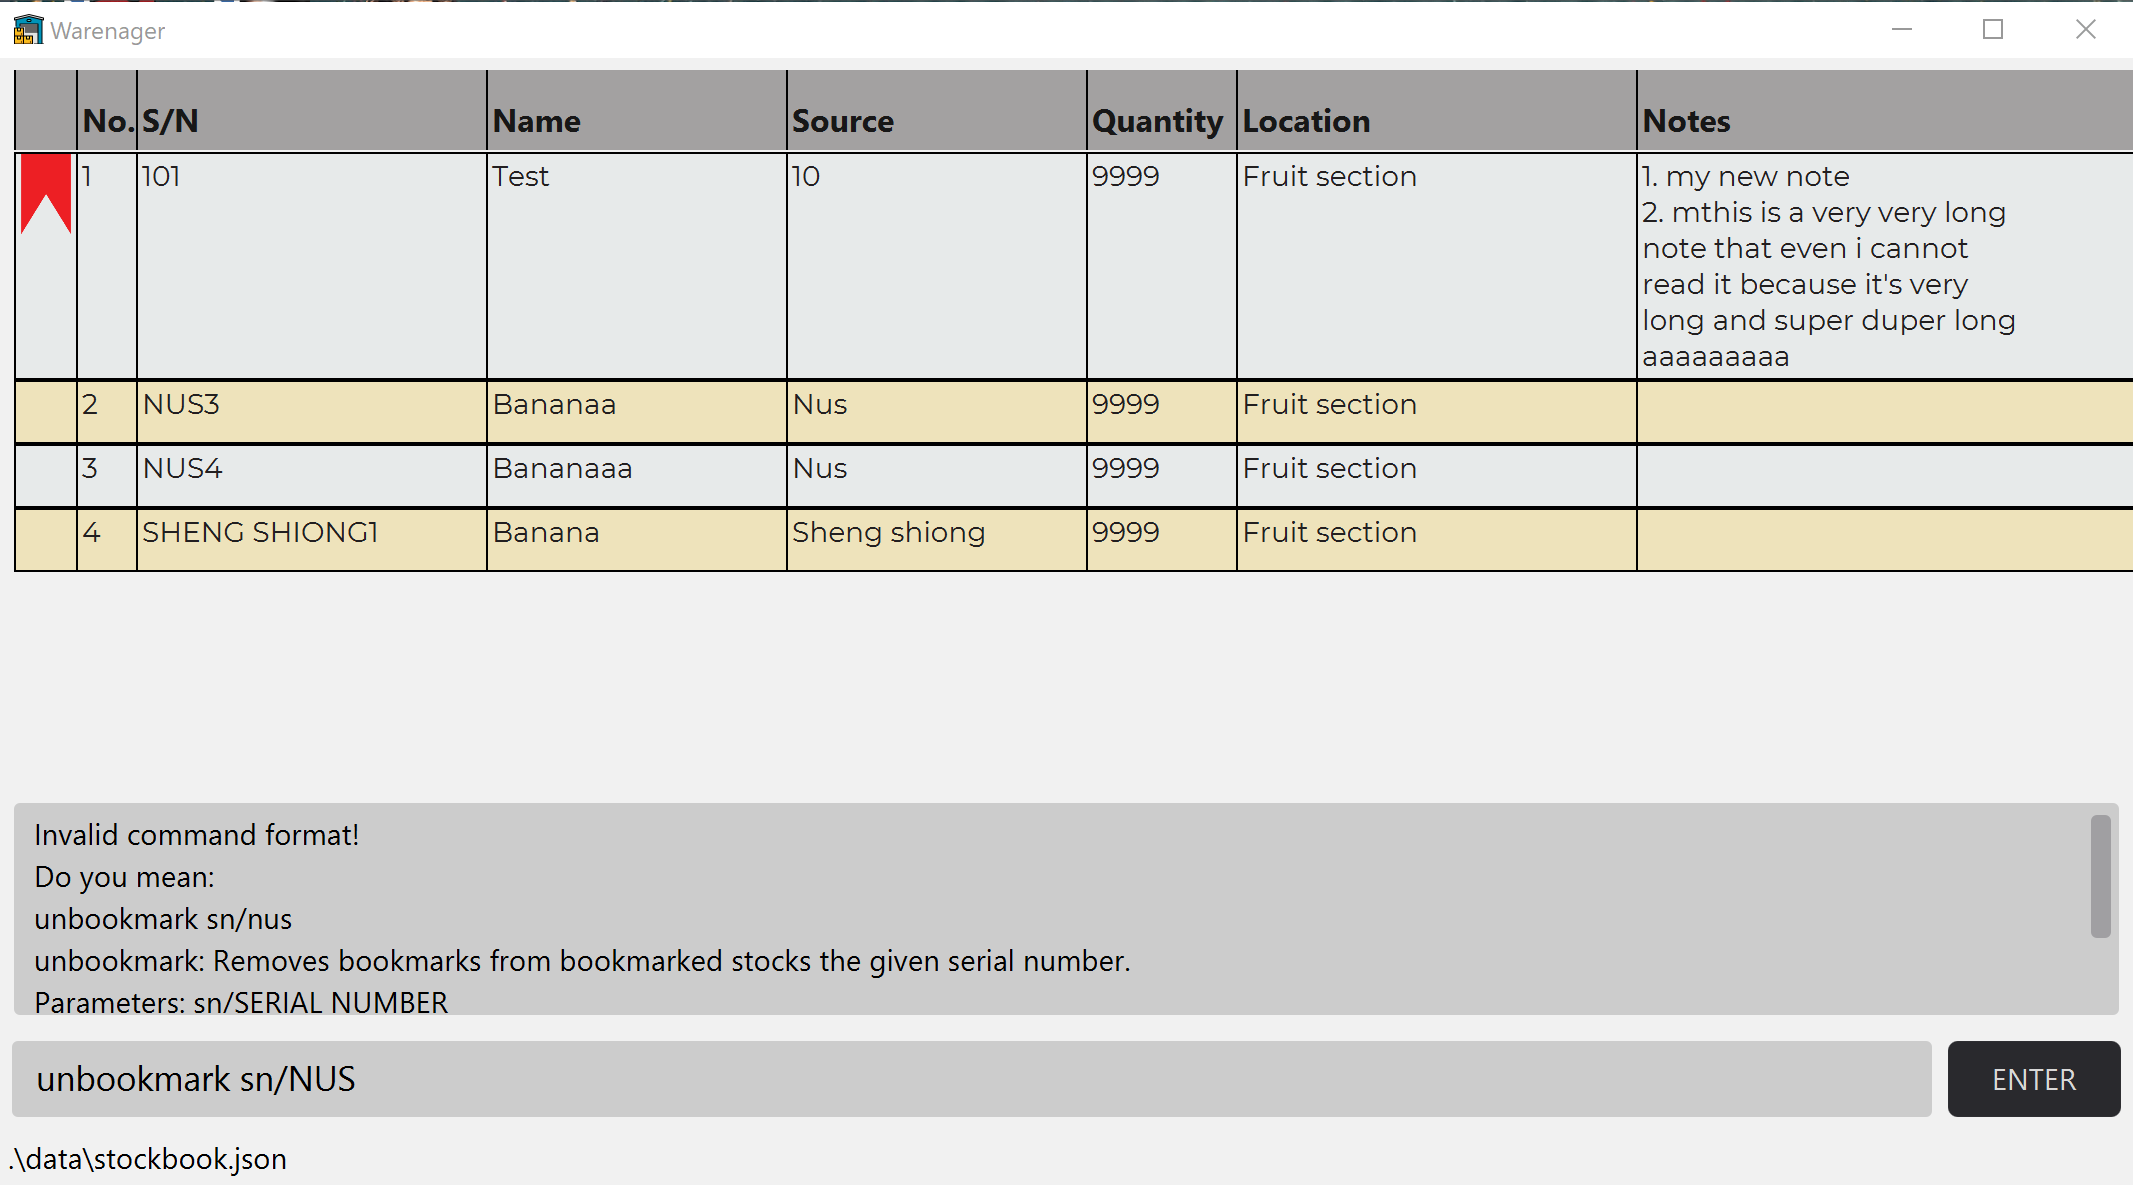 Warenager
No. S/N Name Source Quantity Location Notes
1 101 Test 10 9999 Fruit section 1. my new note
2. mthis is a very very long
note that even i cannot
read it because it's very
long and super duper long
aaaaaaaaa
2 NUS3 Bananaa Nus 9999 Fruit section
3 NUS4 Bananaaa Nus 9999 Fruit section
4 SHENG SHIONG1 Banana Sheng shiong 9999 Fruit section
Invalid command format!
Do you mean:
unbookmark sn/nus
unbookmark: Removes bookmarks from bookmarked stocks the given serial number.
Parameters: sn/SERIAL NUMBER
unbookmark sn/NUS
ENTER
.\data\stockbook.json